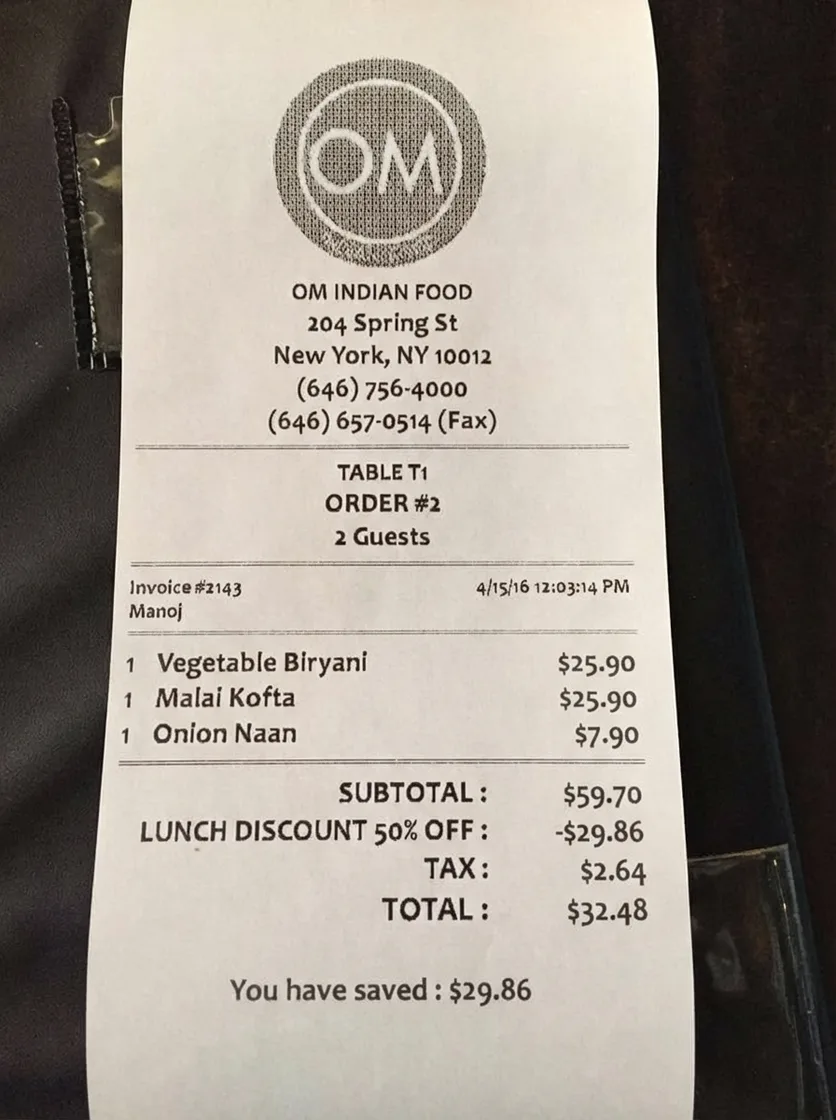 OM
OM INDIAN FOOD
204 Spring St
New York, NY 10012
(646) 756-4000
(646) 657-0514 (Fax)
TABLE T1
ORDER #2
2 Guests
Invoice #2143 4/15/16 12:03:14 PM
Manoj
1 Vegetable Biryani $25.90
1 Malai Kofta $25.90
1 Onion Naan $7.90
SUBTOTAL : $59.70
LUNCH DISCOUNT 50% OFF : -$29.86
TAX : $2.64
TOTAL : $32.48
You have saved : $29.86